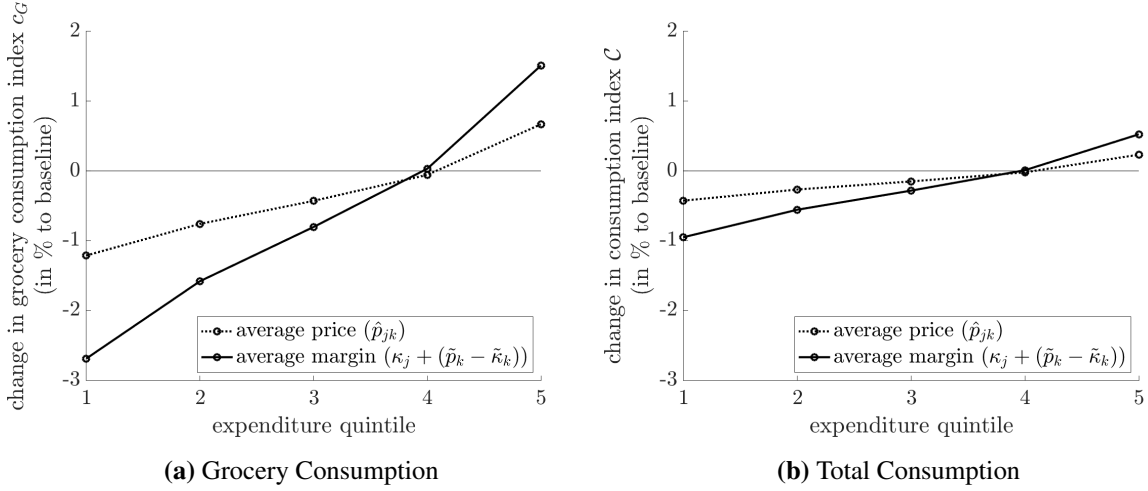 change in grocery consumption index c_G
(in % to baseline)
2
1
0
-1
-2
-3
1 2 3 4 5
expenditure quintile
average price (p̂_{jk})
average margin (κ_j + (p̃_k − κ̃_k))
(a) Grocery Consumption
change in consumption index 𝒞
(in % to baseline)
2
1
0
-1
-2
-3
1 2 3 4 5
expenditure quintile
average price (p̂_{jk})
average margin (κ_j + (p̃_k − κ̃_k))
(b) Total Consumption